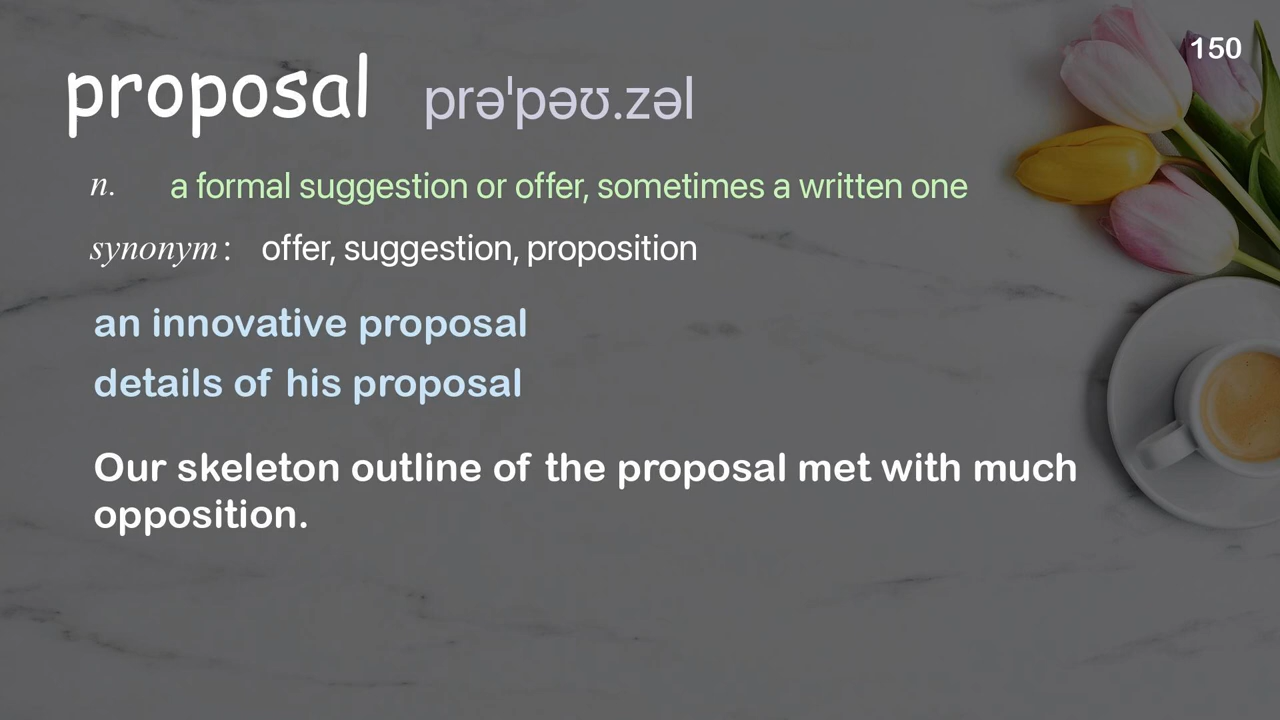 150
proposal prəˈpəʊ.zəl
n. a formal suggestion or offer, sometimes a written one
synonym: offer, suggestion, proposition
an innovative proposal
details of his proposal
Our skeleton outline of the proposal met with much
opposition.